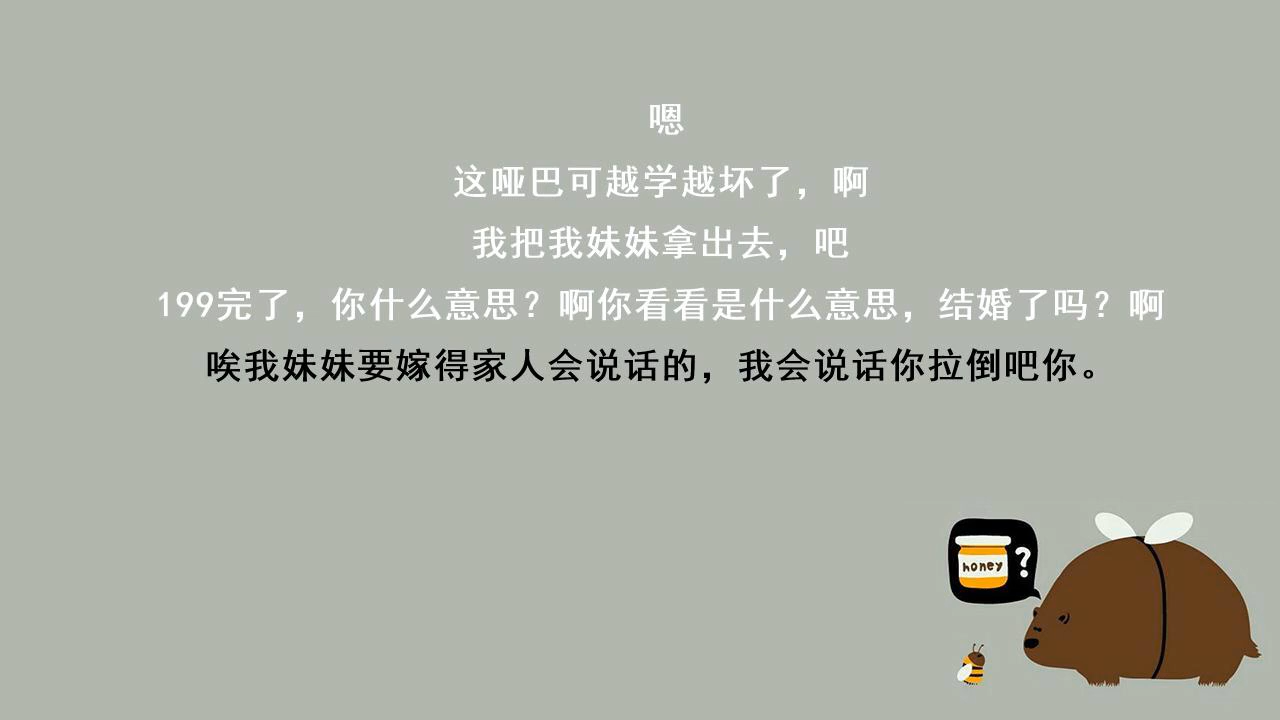 嗯
这哑巴可越学越坏了，啊
我把我妹妹拿出去，吧
199完了，你什么意思？啊你看看是什么意思，结婚了吗？啊
唉我妹妹要嫁得家人会说话的，我会说话你拉倒吧你。
honey
?